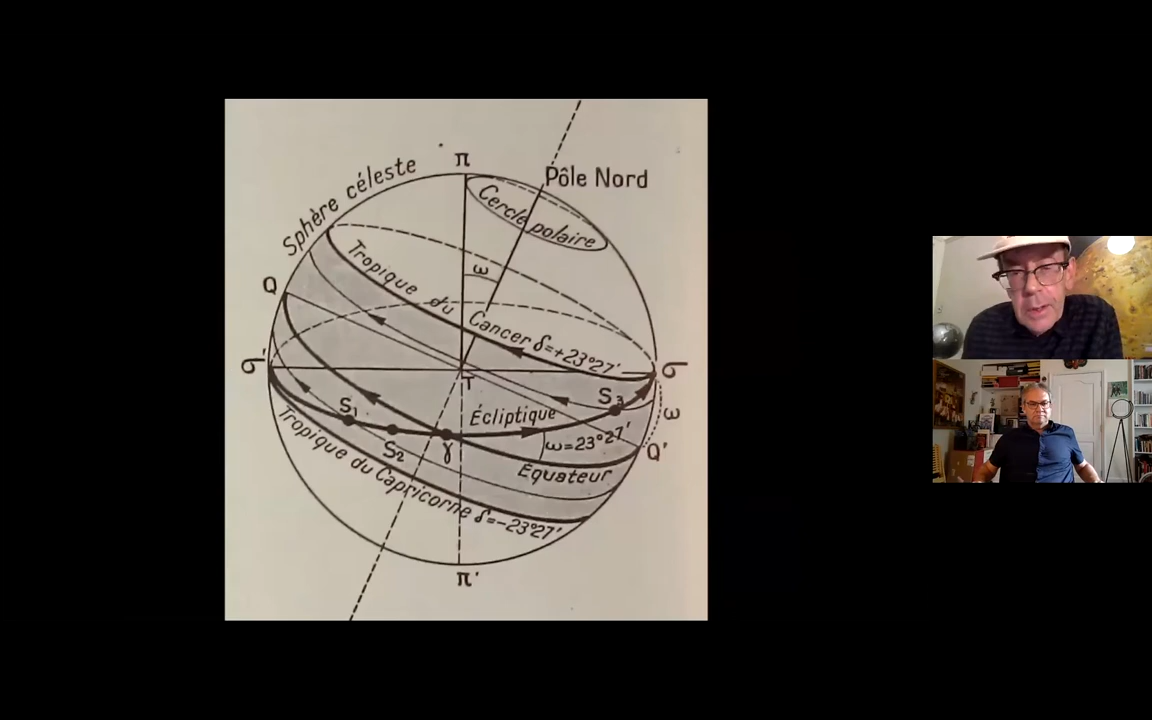 π
Pôle Nord
Sphère céleste
Cercle polaire
ω
Q
Tropique du Cancer δ=+23°27'
σ'
T
σ
S₁
S₂
γ
Écliptique
S₃
ω
ω=23°27'
Q'
Équateur
Tropique du Capricorne δ=-23°27'
π'